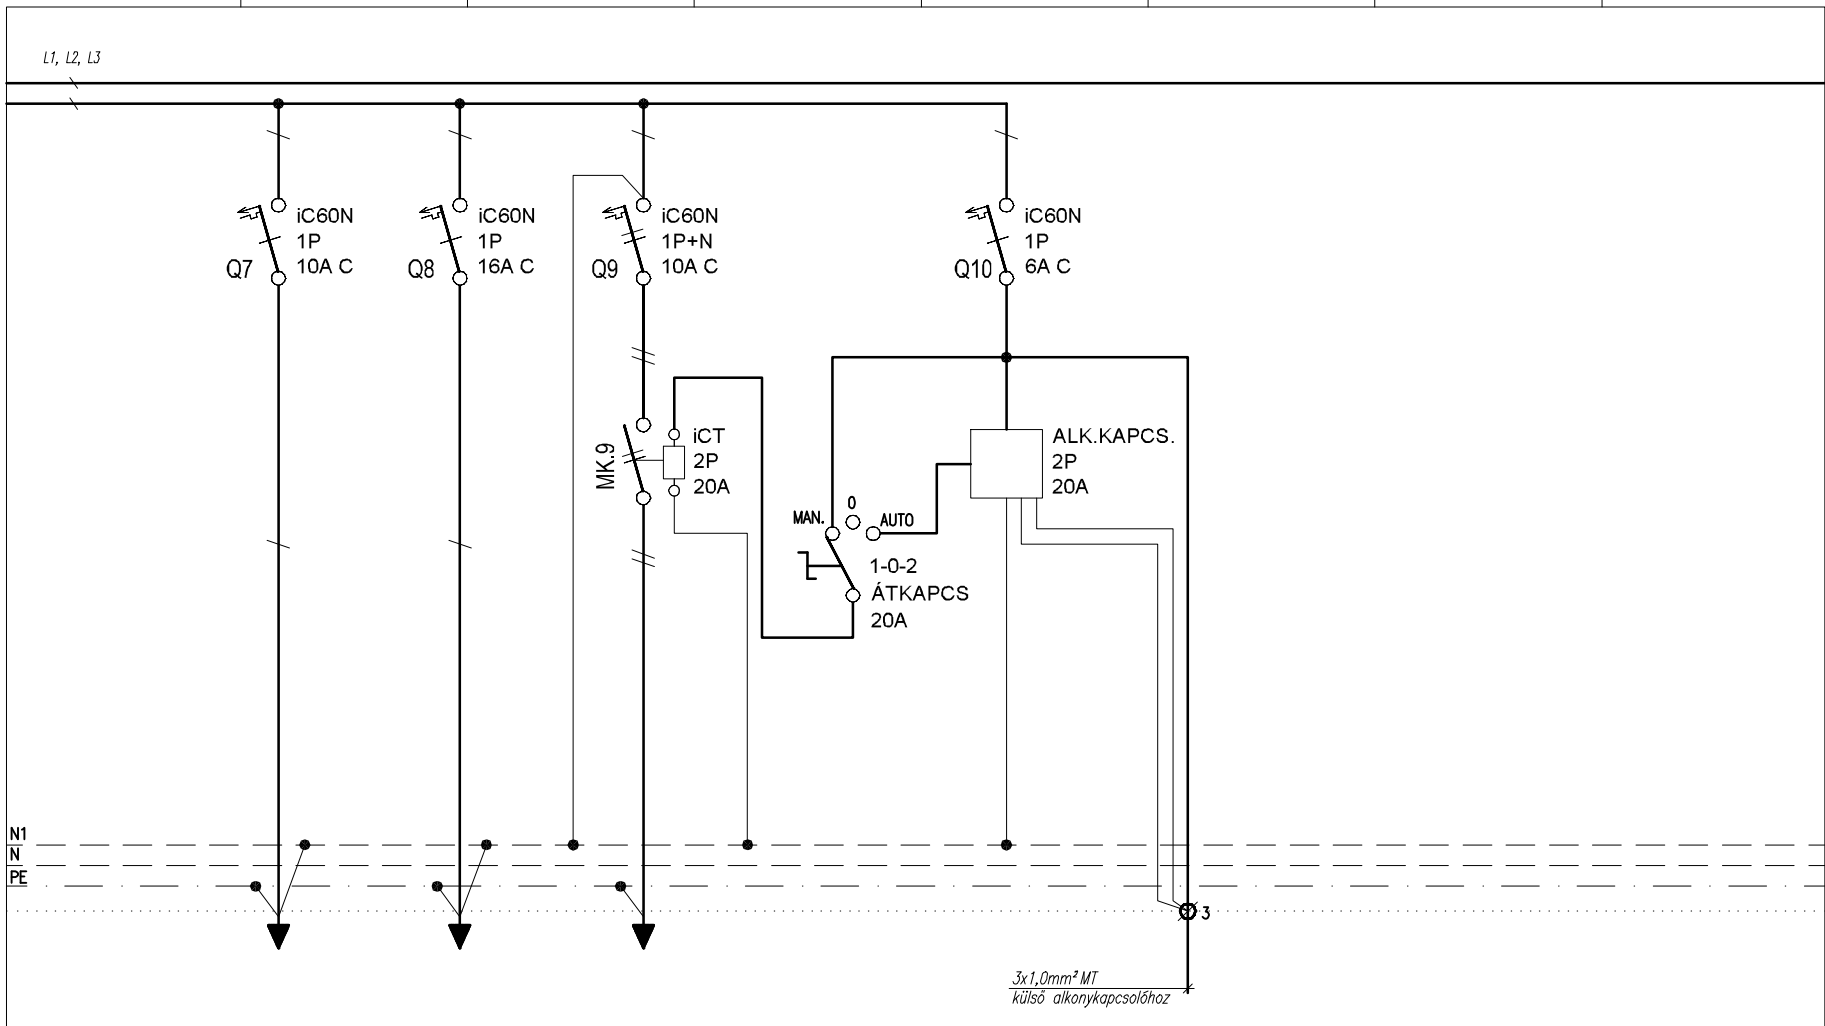 L1, L2, L3
iC60N
1P
10A C
Q7
iC60N
1P
16A C
Q8
iC60N
1P+N
10A C
Q9
iC60N
1P
6A C
Q10
MK.9
iCT
2P
20A
ALK.KAPCS.
2P
20A
MAN.
0
AUTO
1-0-2
ÁTKAPCS
20A
N1
N
PE
3
3x1,0mm² MT
külső alkonykapcsolóhoz